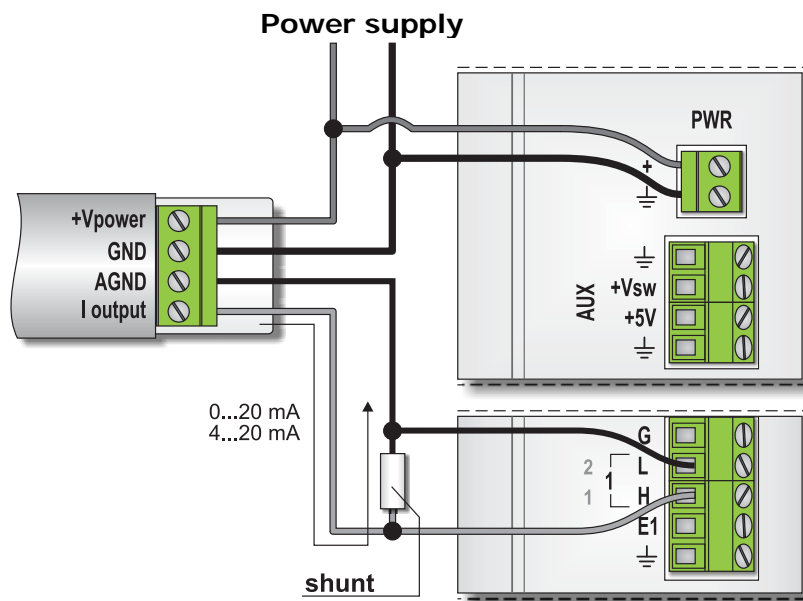 Power supply
PWR
+
+Vpower
GND
AGND
I output
AUX
+Vsw
+5V
0...20 mA
4...20 mA
G
2 L
1
1 H
E1
shunt